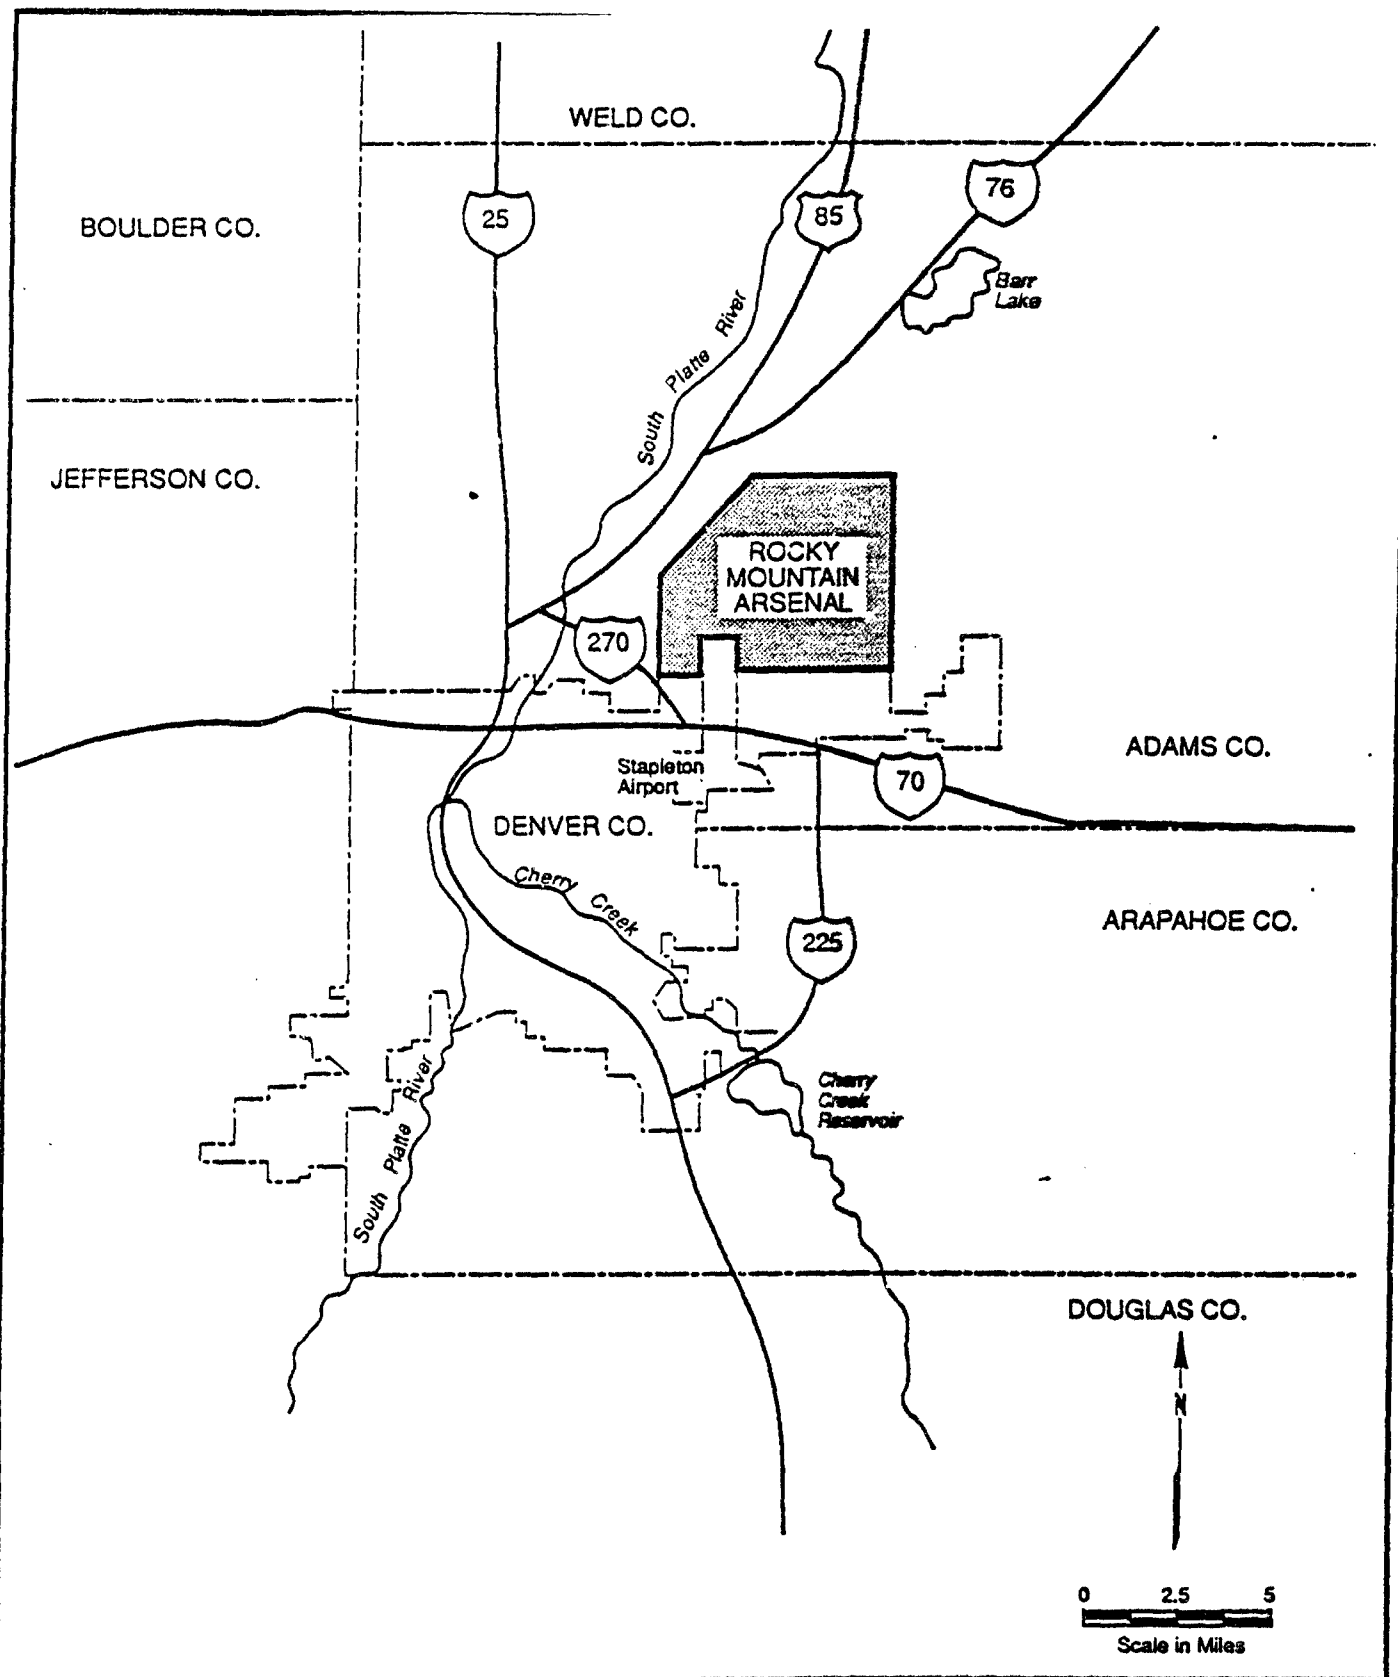 WELD CO.
76
25
85
BOULDER CO.
Barr
Lake
South Platte River
JEFFERSON CO.
ROCKY
MOUNTAIN
ARSENAL
270
ADAMS CO.
Stapleton
Airport
70
DENVER CO.
Cherry Creek
ARAPAHOE CO.
225
South Platte River
Cherry
Creek
Reservoir
DOUGLAS CO.
N
0 2.5 5
Scale in Miles